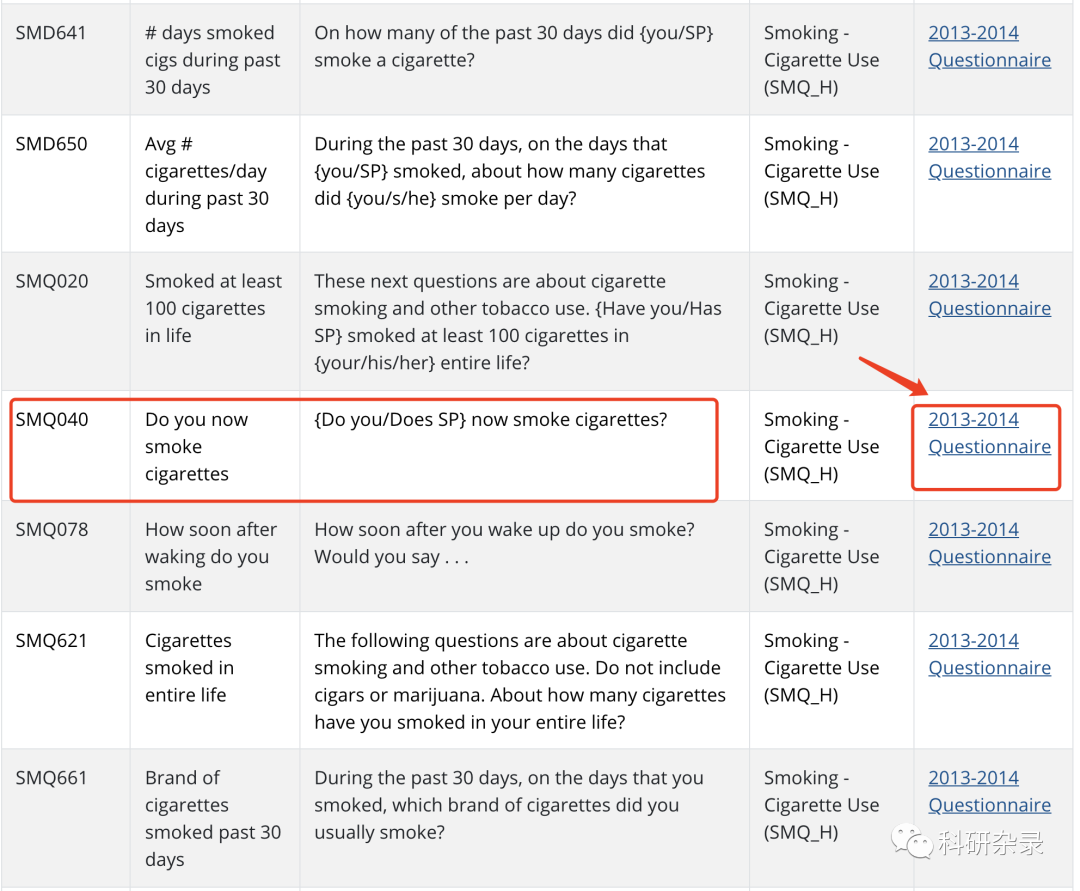 SMD641
# days smoked
cigs during past
30 days
On how many of the past 30 days did {you/SP}
smoke a cigarette?
Smoking -
Cigarette Use
(SMQ_H)
2013-2014
Questionnaire
SMD650
Avg #
cigarettes/day
during past 30
days
During the past 30 days, on the days that
{you/SP} smoked, about how many cigarettes
did {you/s/he} smoke per day?
Smoking -
Cigarette Use
(SMQ_H)
2013-2014
Questionnaire
SMQ020
Smoked at least
100 cigarettes
in life
These next questions are about cigarette
smoking and other tobacco use. {Have you/Has
SP} smoked at least 100 cigarettes in
{your/his/her} entire life?
Smoking -
Cigarette Use
(SMQ_H)
2013-2014
Questionnaire
SMQ040
Do you now
smoke
cigarettes
{Do you/Does SP} now smoke cigarettes?
Smoking -
Cigarette Use
(SMQ_H)
2013-2014
Questionnaire
SMQ078
How soon after
waking do you
smoke
How soon after you wake up do you smoke?
Would you say . . .
Smoking -
Cigarette Use
(SMQ_H)
2013-2014
Questionnaire
SMQ621
Cigarettes
smoked in
entire life
The following questions are about cigarette
smoking and other tobacco use. Do not include
cigars or marijuana. About how many cigarettes
have you smoked in your entire life?
Smoking -
Cigarette Use
(SMQ_H)
2013-2014
Questionnaire
SMQ661
Brand of
cigarettes
smoked past 30
days
During the past 30 days, on the days that you
smoked, which brand of cigarettes did you
usually smoke?
Smoking -
Cigarette Use
(SMQ_H)
2013-2014
Questionnaire
科研杂录